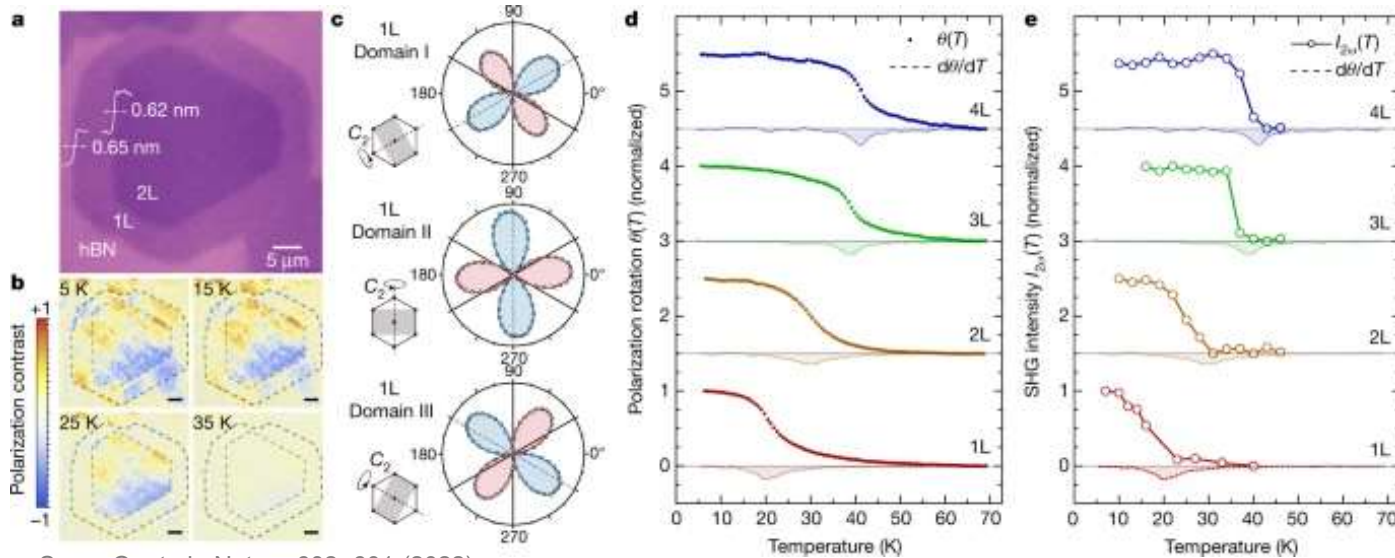 a
0.62 nm
0.65 nm
2L
1L
hBN
5 μm
b
5 K
15 K
25 K
35 K
+1
Polarization contrast
−1
c
1L
Domain I
90
180
0°
270
C2
1L
Domain II
90
180
0°
270
C2
1L
Domain III
90
180
0°
270
C2
d
θ(T)
dθ/dT
Polarization rotation θ(T) (normalized)
5
4
3
2
1
0
4L
3L
2L
1L
0 10 20 30 40 50 60 70
Temperature (K)
e
I2ω(T)
dθ/dT
SHG intensity I2ω(T) (normalized)
5
4
3
2
1
0
4L
3L
2L
1L
0 10 20 30 40 50 60 70
Temperature (K)